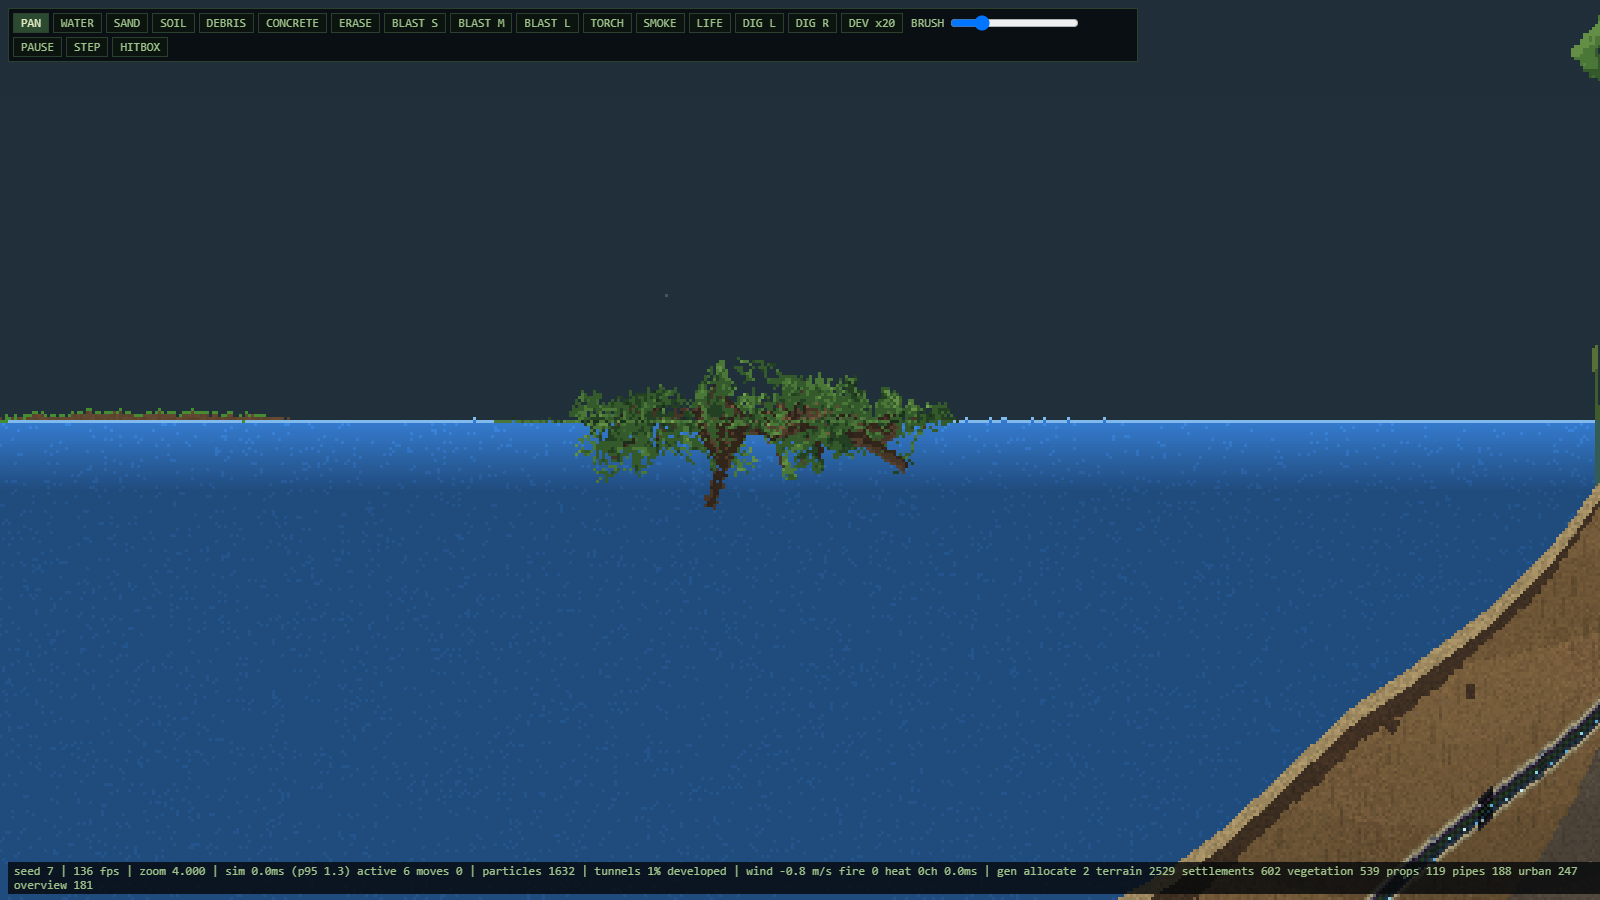 PAN WATER SAND SOIL DEBRIS CONCRETE ERASE BLAST S BLAST M BLAST L TORCH SMOKE LIFE DIG L DIG R DEV x20 BRUSH
PAUSE STEP HITBOX
seed 7 | 136 fps | zoom 4.000 | sim 0.0ms (p95 1.3) active 6 moves 0 | particles 1632 | tunnels 1% developed | wind -0.8 m/s fire 0 heat 0ch 0.0ms | gen allocate 2 terrain 2529 settlements 602 vegetation 539 props 119 pipes 188 urban 247
overview 181